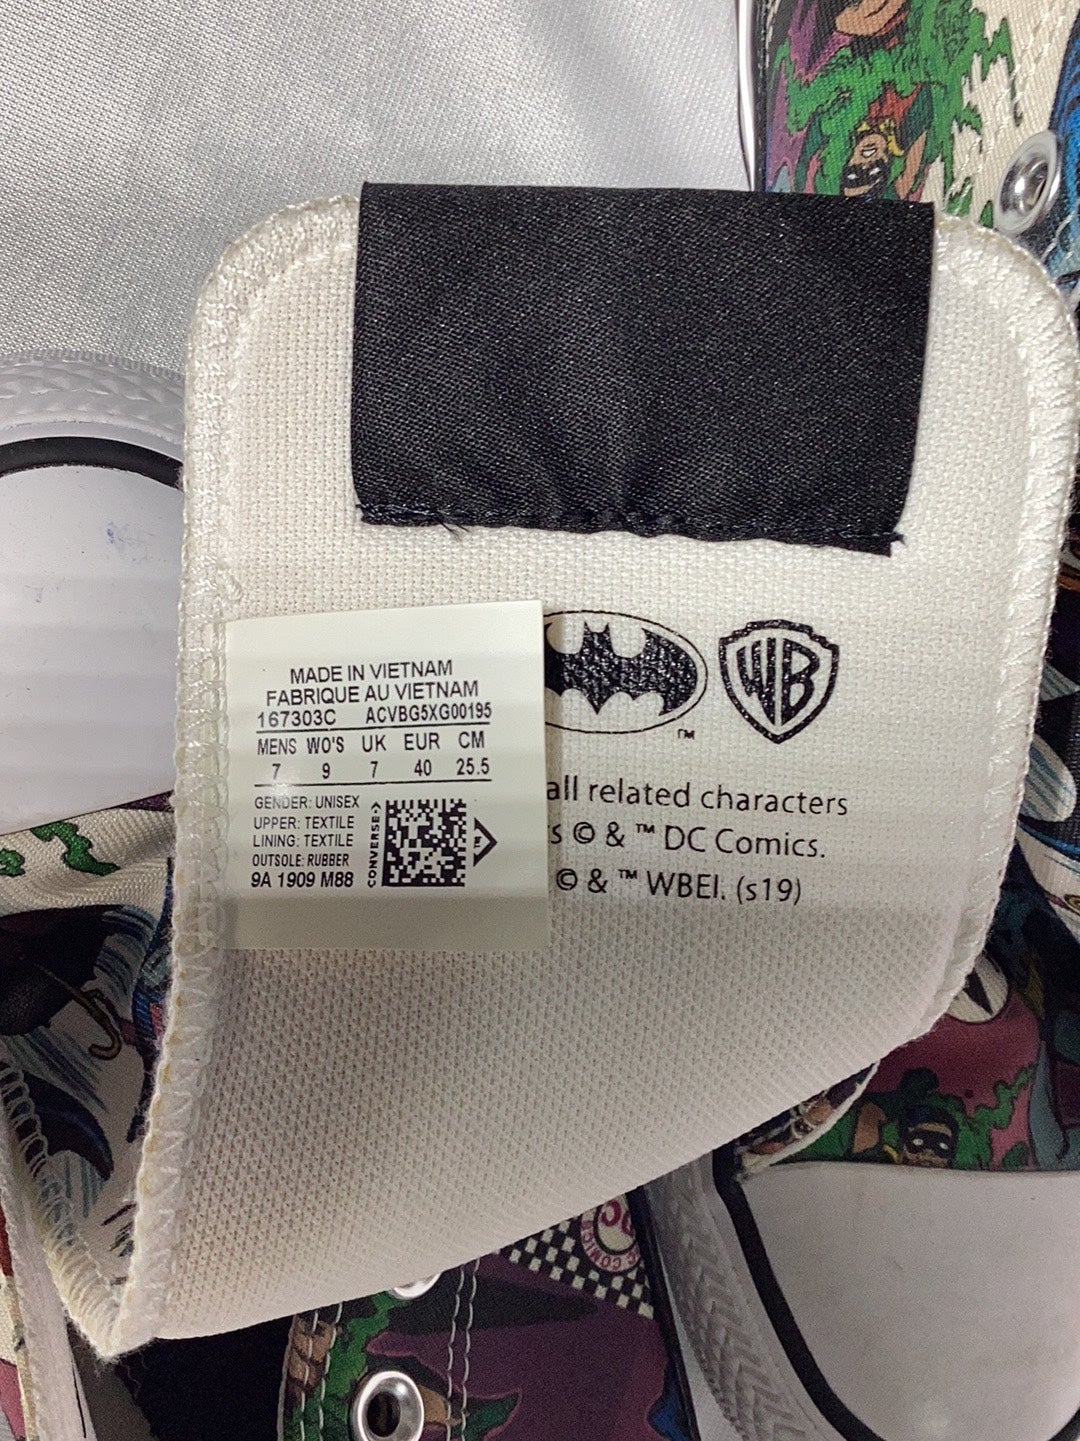 MADE IN VIETNAM
FABRIQUE AU VIETNAM
167303C ACVBG5XG00195
MENS WO'S UK EUR CM
7 9 7 40 25.5
GENDER: UNISEX
UPPER: TEXTILE
LINING: TEXTILE
OUTSOLE: RUBBER
9A 1909 M88
CONVERSE
TM
WB
all related characters
s © & ™ DC Comics.
© & ™ WBEI. (s19)
DC COMICS